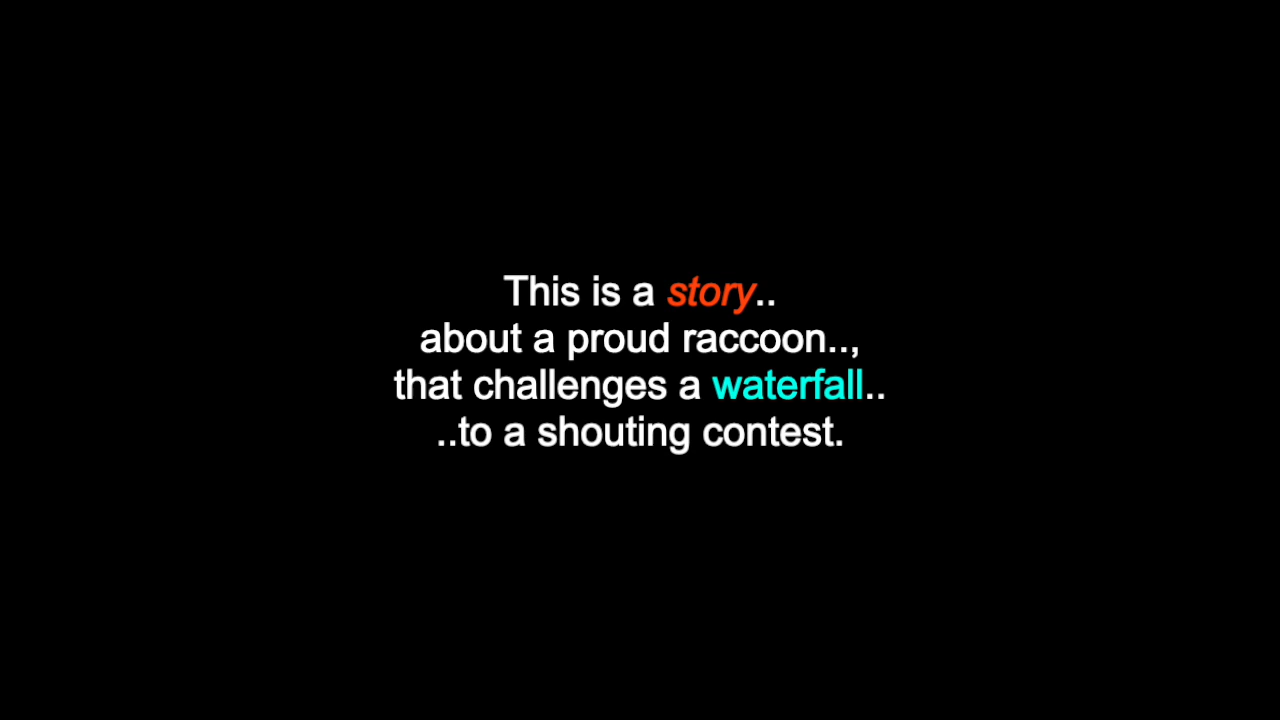 This is a story..
about a proud raccoon..,
that challenges a waterfall..
..to a shouting contest.